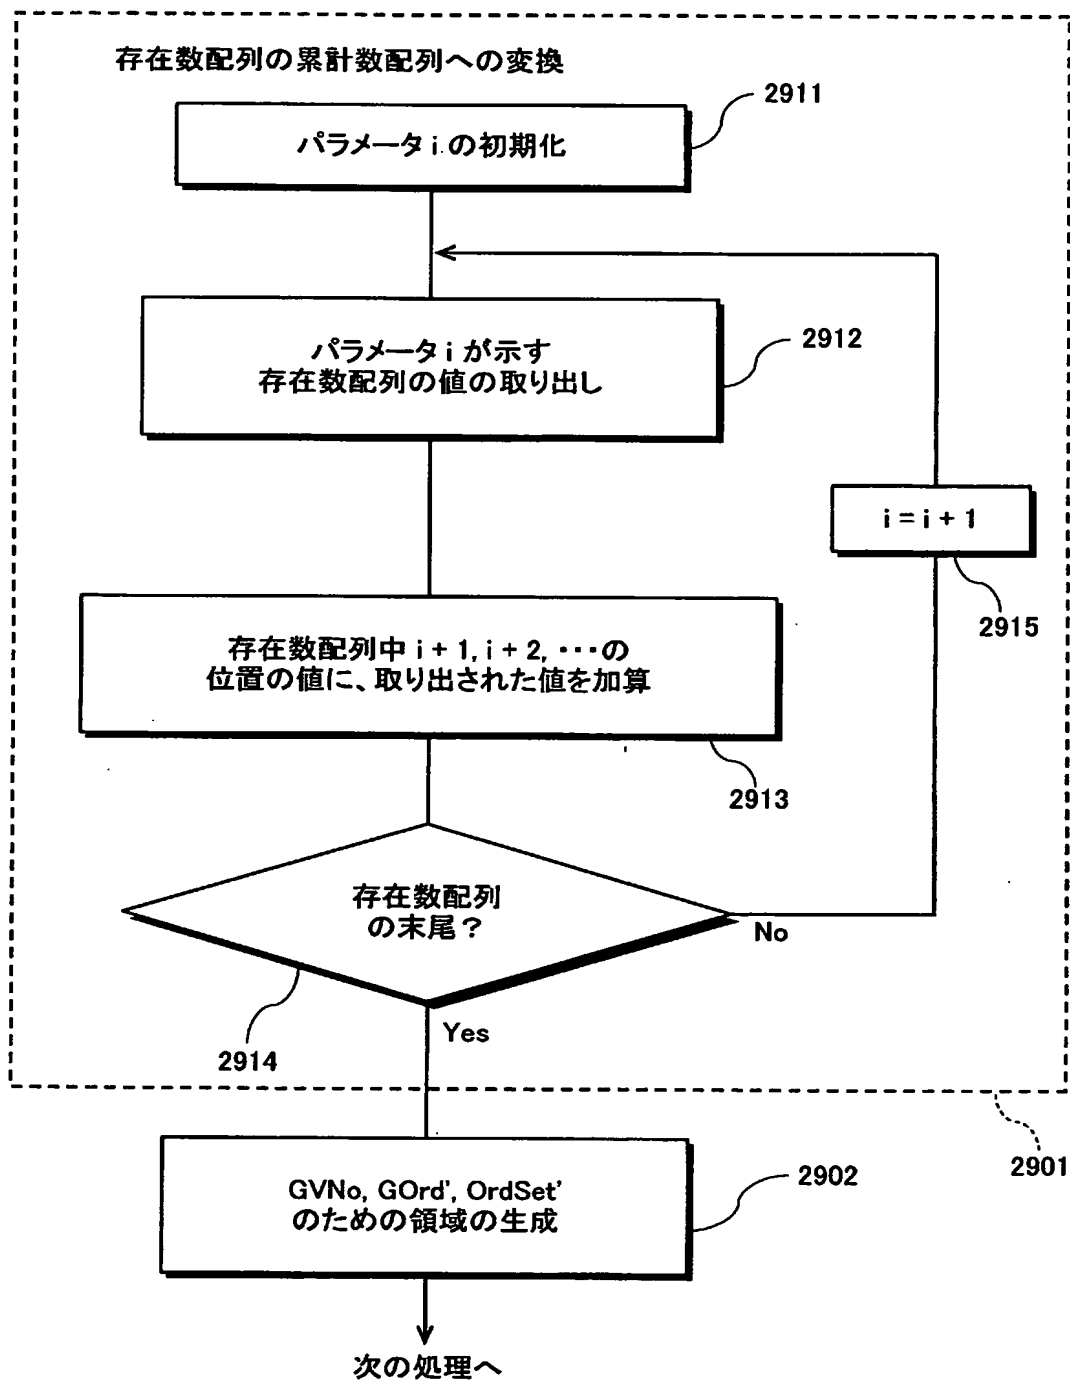 存在数配列の累計数配列への変換
2911
パラメータ i の初期化
パラメータ i が示す
存在数配列の値の取り出し
2912
i = i + 1
2915
存在数配列中 i + 1, i + 2, ・・・の
位置の値に、取り出された値を加算
2913
存在数配列
の末尾？
No
Yes
2914
2901
GVNo, GOrd', OrdSet'
のための領域の生成
2902
次の処理へ